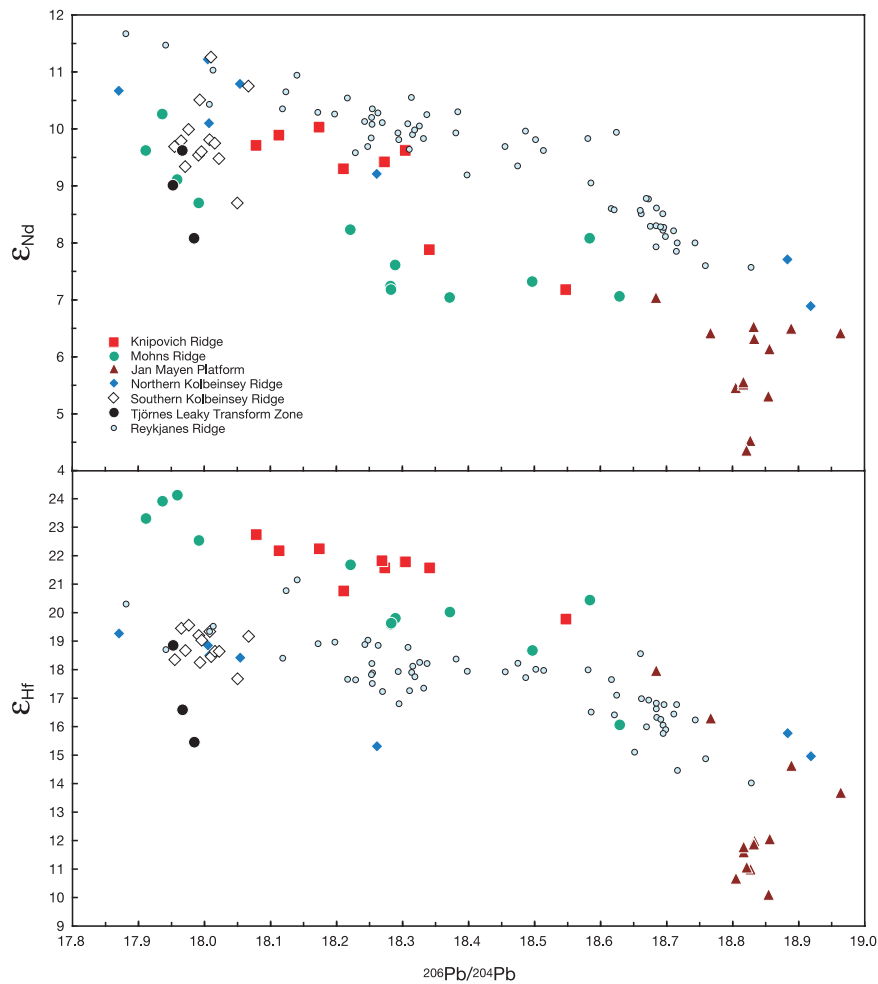 12
11
10
9
8
7
6
5
4
εNd
Knipovich Ridge
Mohns Ridge
Jan Mayen Platform
Northern Kolbeinsey Ridge
Southern Kolbeinsey Ridge
Tjörnes Leaky Transform Zone
Reykjanes Ridge
24
23
22
21
20
19
18
17
16
15
14
13
12
11
10
9
εHf
17.8 17.9 18.0 18.1 18.2 18.3 18.4 18.5 18.6 18.7 18.8 18.9 19.0
²⁰⁶Pb/²⁰⁴Pb